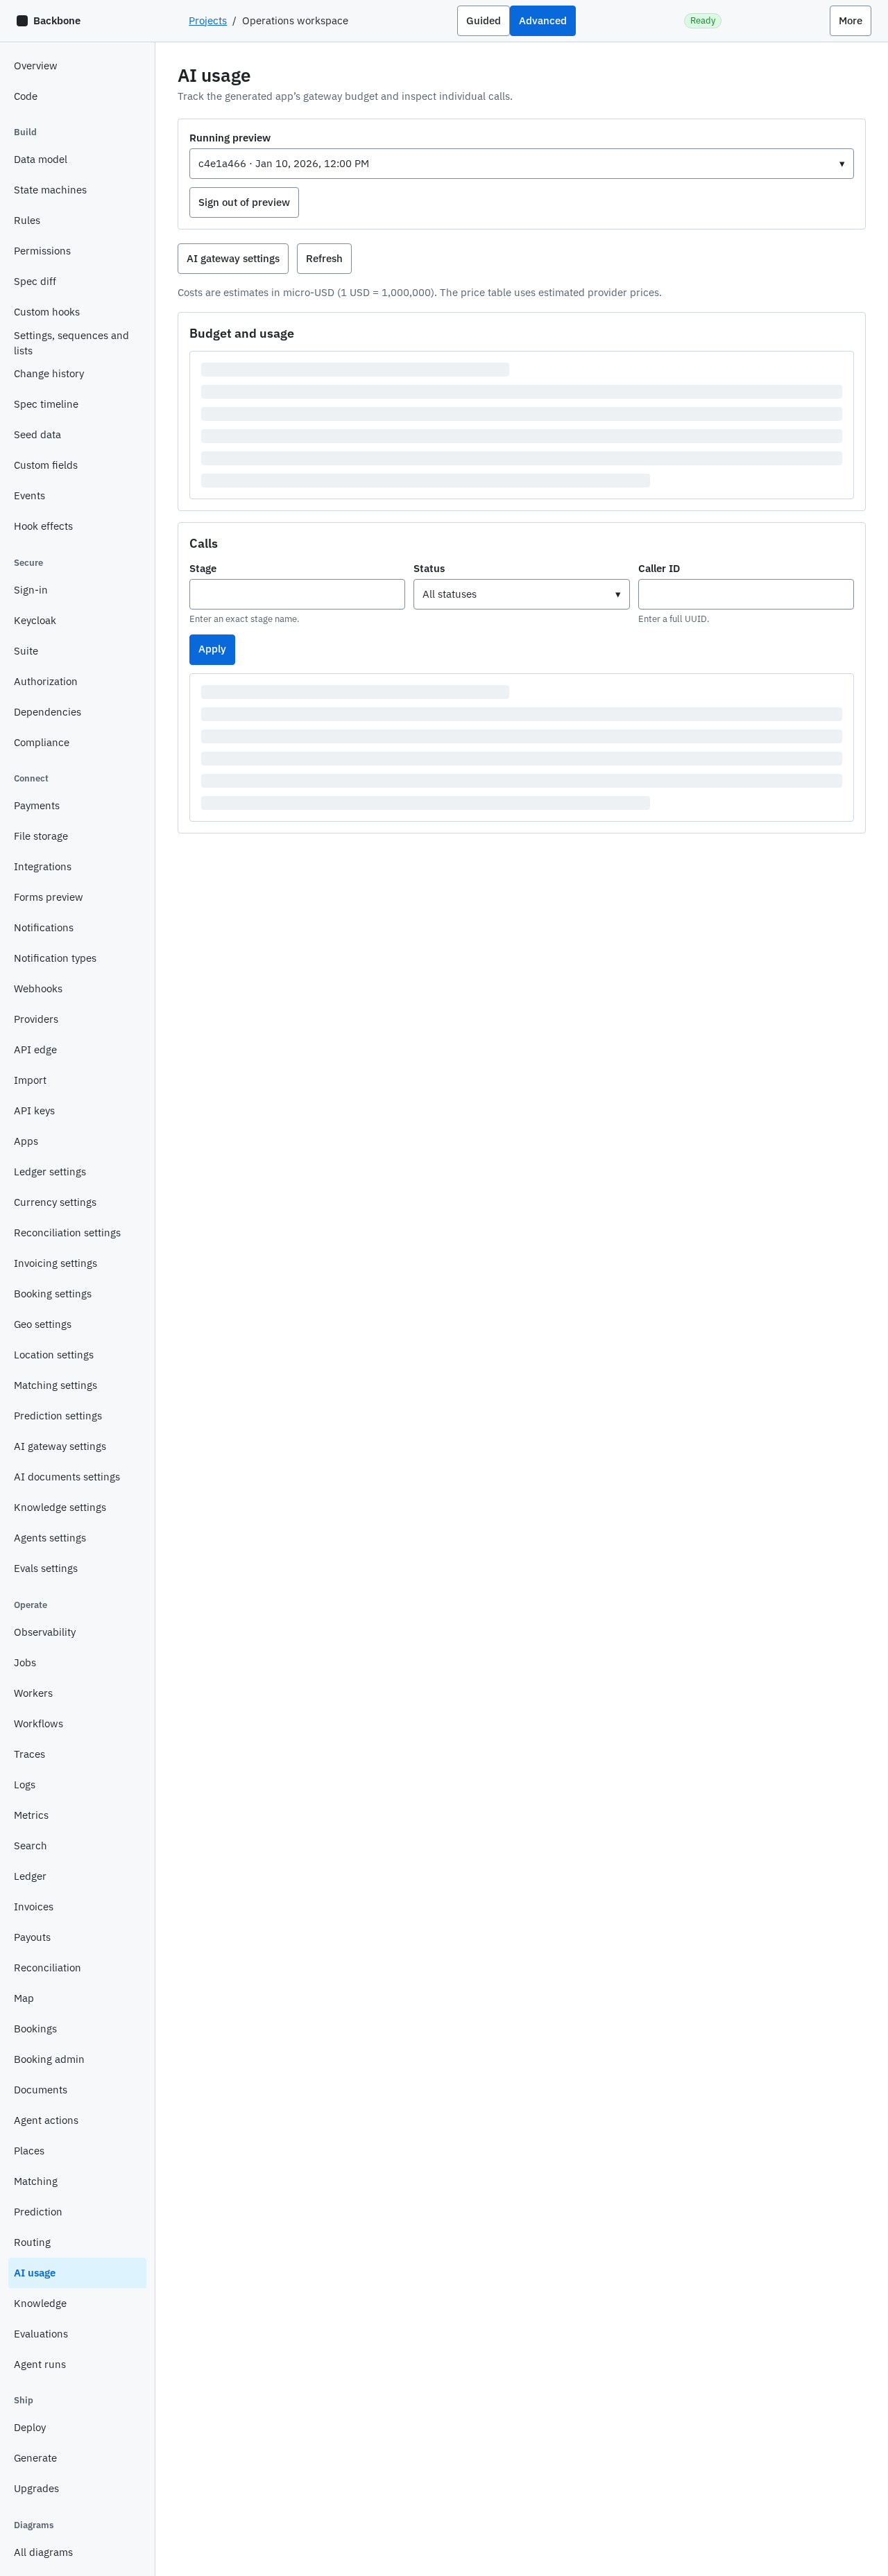 Backbone
Projects / Operations workspace
Guided
Advanced
Ready
More
Overview
Code
Build
Data model
State machines
Rules
Permissions
Spec diff
Custom hooks
Settings, sequences and
lists
Change history
Spec timeline
Seed data
Custom fields
Events
Hook effects
Secure
Sign-in
Keycloak
Suite
Authorization
Dependencies
Compliance
Connect
Payments
File storage
Integrations
Forms preview
Notifications
Notification types
Webhooks
Providers
API edge
Import
API keys
Apps
Ledger settings
Currency settings
Reconciliation settings
Invoicing settings
Booking settings
Geo settings
Location settings
Matching settings
Prediction settings
AI gateway settings
AI documents settings
Knowledge settings
Agents settings
Evals settings
Operate
Observability
Jobs
Workers
Workflows
Traces
Logs
Metrics
Search
Ledger
Invoices
Payouts
Reconciliation
Map
Bookings
Booking admin
Documents
Agent actions
Places
Matching
Prediction
Routing
AI usage
Knowledge
Evaluations
Agent runs
Ship
Deploy
Generate
Upgrades
Diagrams
All diagrams
AI usage
Track the generated app's gateway budget and inspect individual calls.
Running preview
c4e1a466 · Jan 10, 2026, 12:00 PM
Sign out of preview
AI gateway settings
Refresh
Costs are estimates in micro-USD (1 USD = 1,000,000). The price table uses estimated provider prices.
Budget and usage
Calls
Stage
Status
Caller ID
All statuses
Enter an exact stage name.
Enter a full UUID.
Apply